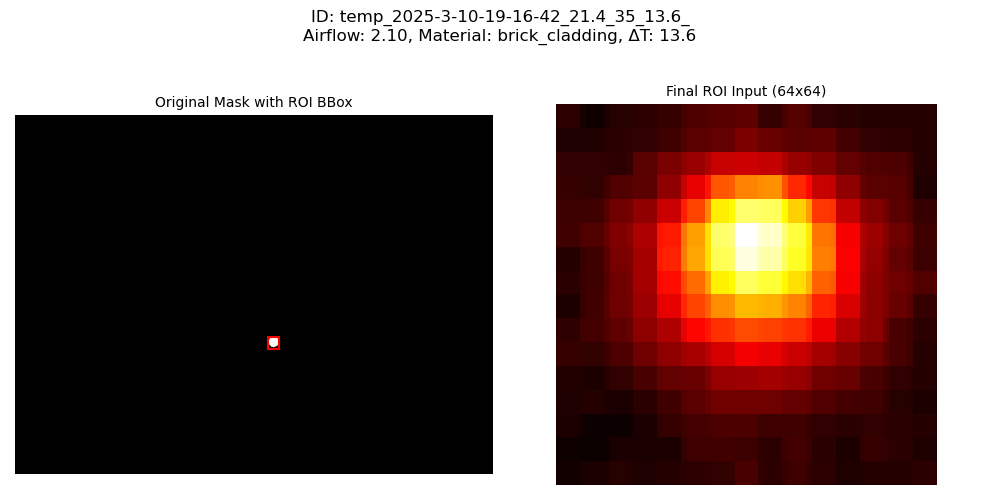 ID: temp_2025-3-10-19-16-42_21.4_35_13.6_
Airflow: 2.10, Material: brick_cladding, ΔT: 13.6
Original Mask with ROI BBox
Final ROI Input (64x64)